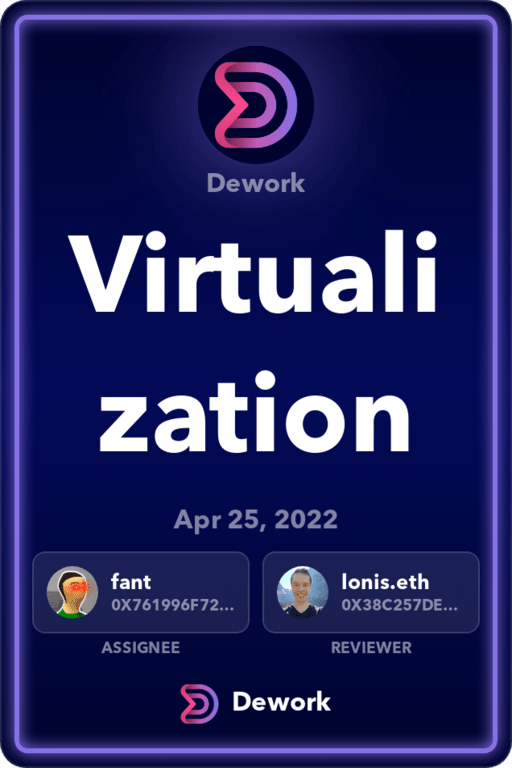 Dework
Virtuali
zation
Apr 25, 2022
fant
0X761996F72...
lonis.eth
0X38C257DE...
ASSIGNEE
REVIEWER
Dework